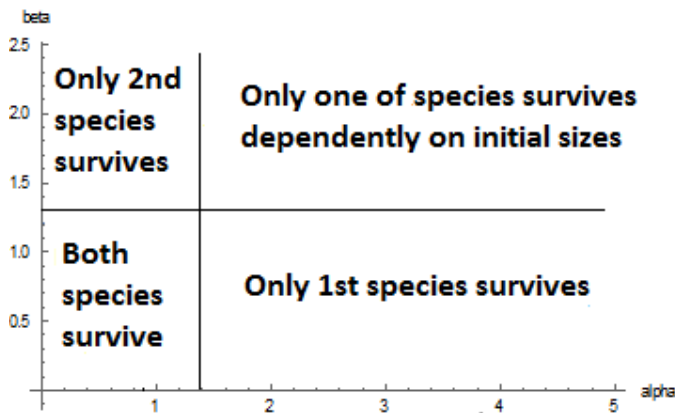 beta
2.5
Only 2nd
species
survives
Only one of species survives
dependently on initial sizes
2.0
1.5
1.0
Both
species
survive
Only 1st species survives
0.5
alpha
1
2
3
4
5